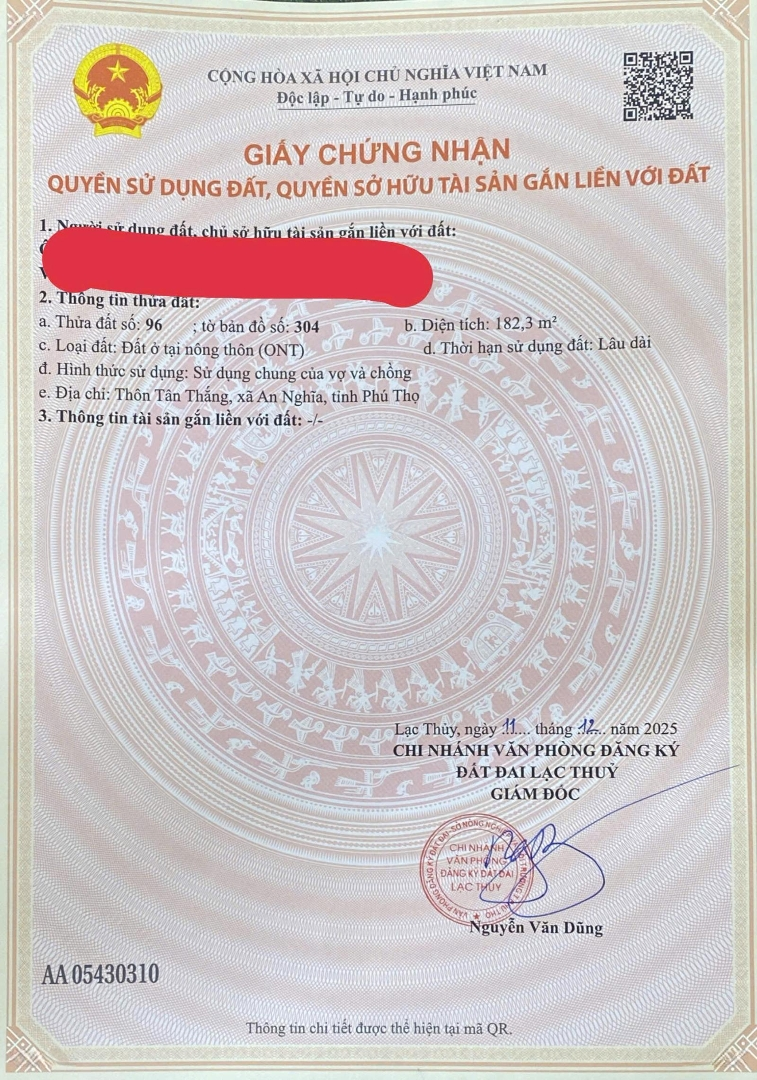 CỘNG HÒA XÃ HỘI CHỦ NGHĨA VIỆT NAM
Độc lập - Tự do - Hạnh phúc
GIẤY CHỨNG NHẬN
QUYỀN SỬ DỤNG ĐẤT, QUYỀN SỞ HỮU TÀI SẢN GẮN LIỀN VỚI ĐẤT
1. Người sử dụng đất, chủ sở hữu tài sản gắn liền với đất:
2. Thông tin thửa đất:
a. Thửa đất số: 96 ; tờ bản đồ số: 304 b. Diện tích: 182,3 m²
c. Loại đất: Đất ở tại nông thôn (ONT) d. Thời hạn sử dụng đất: Lâu dài
đ. Hình thức sử dụng: Sử dụng chung của vợ và chồng
e. Địa chỉ: Thôn Tân Thắng, xã An Nghĩa, tỉnh Phú Thọ
3. Thông tin tài sản gắn liền với đất: -/-
Lạc Thủy, ngày .11.... tháng .12... năm 2025
CHI NHÁNH VĂN PHÒNG ĐĂNG KÝ
ĐẤT ĐAI LẠC THUỶ
GIÁM ĐỐC
CHI NHÁNH
VĂN PHÒNG
ĐĂNG KÝ ĐẤT ĐAI
LẠC THỦY
Nguyễn Văn Dũng
AA 05430310
Thông tin chi tiết được thể hiện tại mã QR.